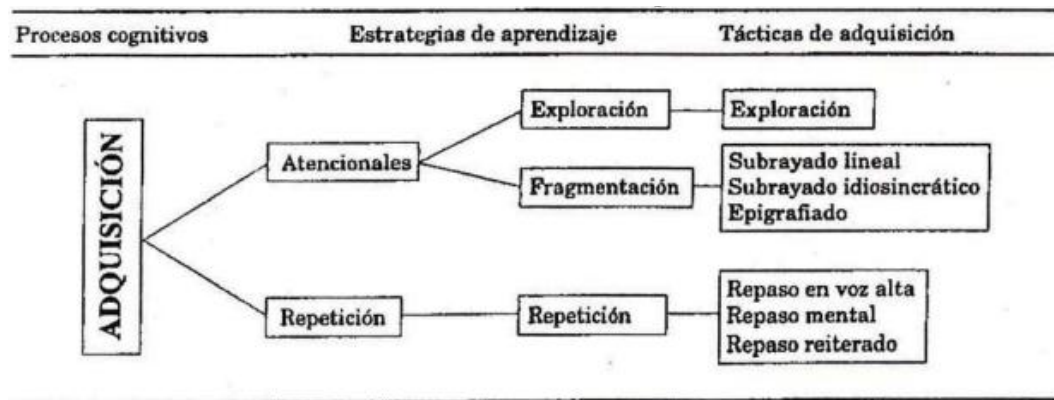 Procesos cognitivos Estrategias de aprendizaje Tácticas de adquisición
ADQUISICIÓN
Atencionales
Exploración
Exploración
Fragmentación
Subrayado lineal
Subrayado idiosincrático
Epigrafiado
Repetición
Repetición
Repaso en voz alta
Repaso mental
Repaso reiterado